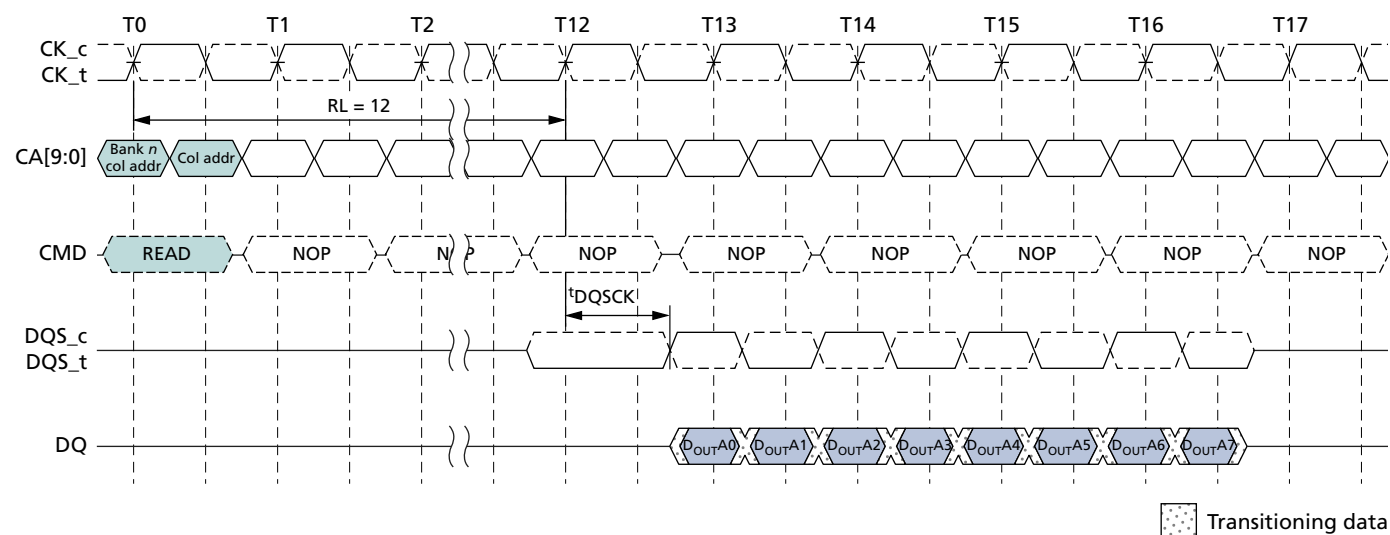 T0 T1 T2 T12 T13 T14 T15 T16 T17
CK_c
CK_t
RL = 12
CA[9:0]
Bank n
col addr
Col addr
CMD
READ NOP NOP NOP NOP NOP NOP NOP NOP
tDQSCK
DQS_c
DQS_t
DQ
DOUTA0 DOUTA1 DOUTA2 DOUTA3 DOUTA4 DOUTA5 DOUTA6 DOUTA7
Transitioning data